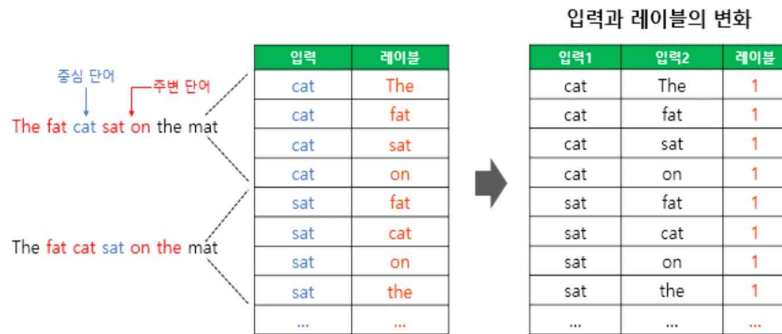 입력과 레이블의 변화
중심 단어
주변 단어
The fat cat sat on the mat
The fat cat sat on the mat
입력 레이블
cat The
cat fat
cat sat
cat on
sat fat
sat cat
sat on
sat the
... ...
입력1 입력2 레이블
cat The 1
cat fat 1
cat sat 1
cat on 1
sat fat 1
sat cat 1
sat on 1
sat the 1
... ... ...